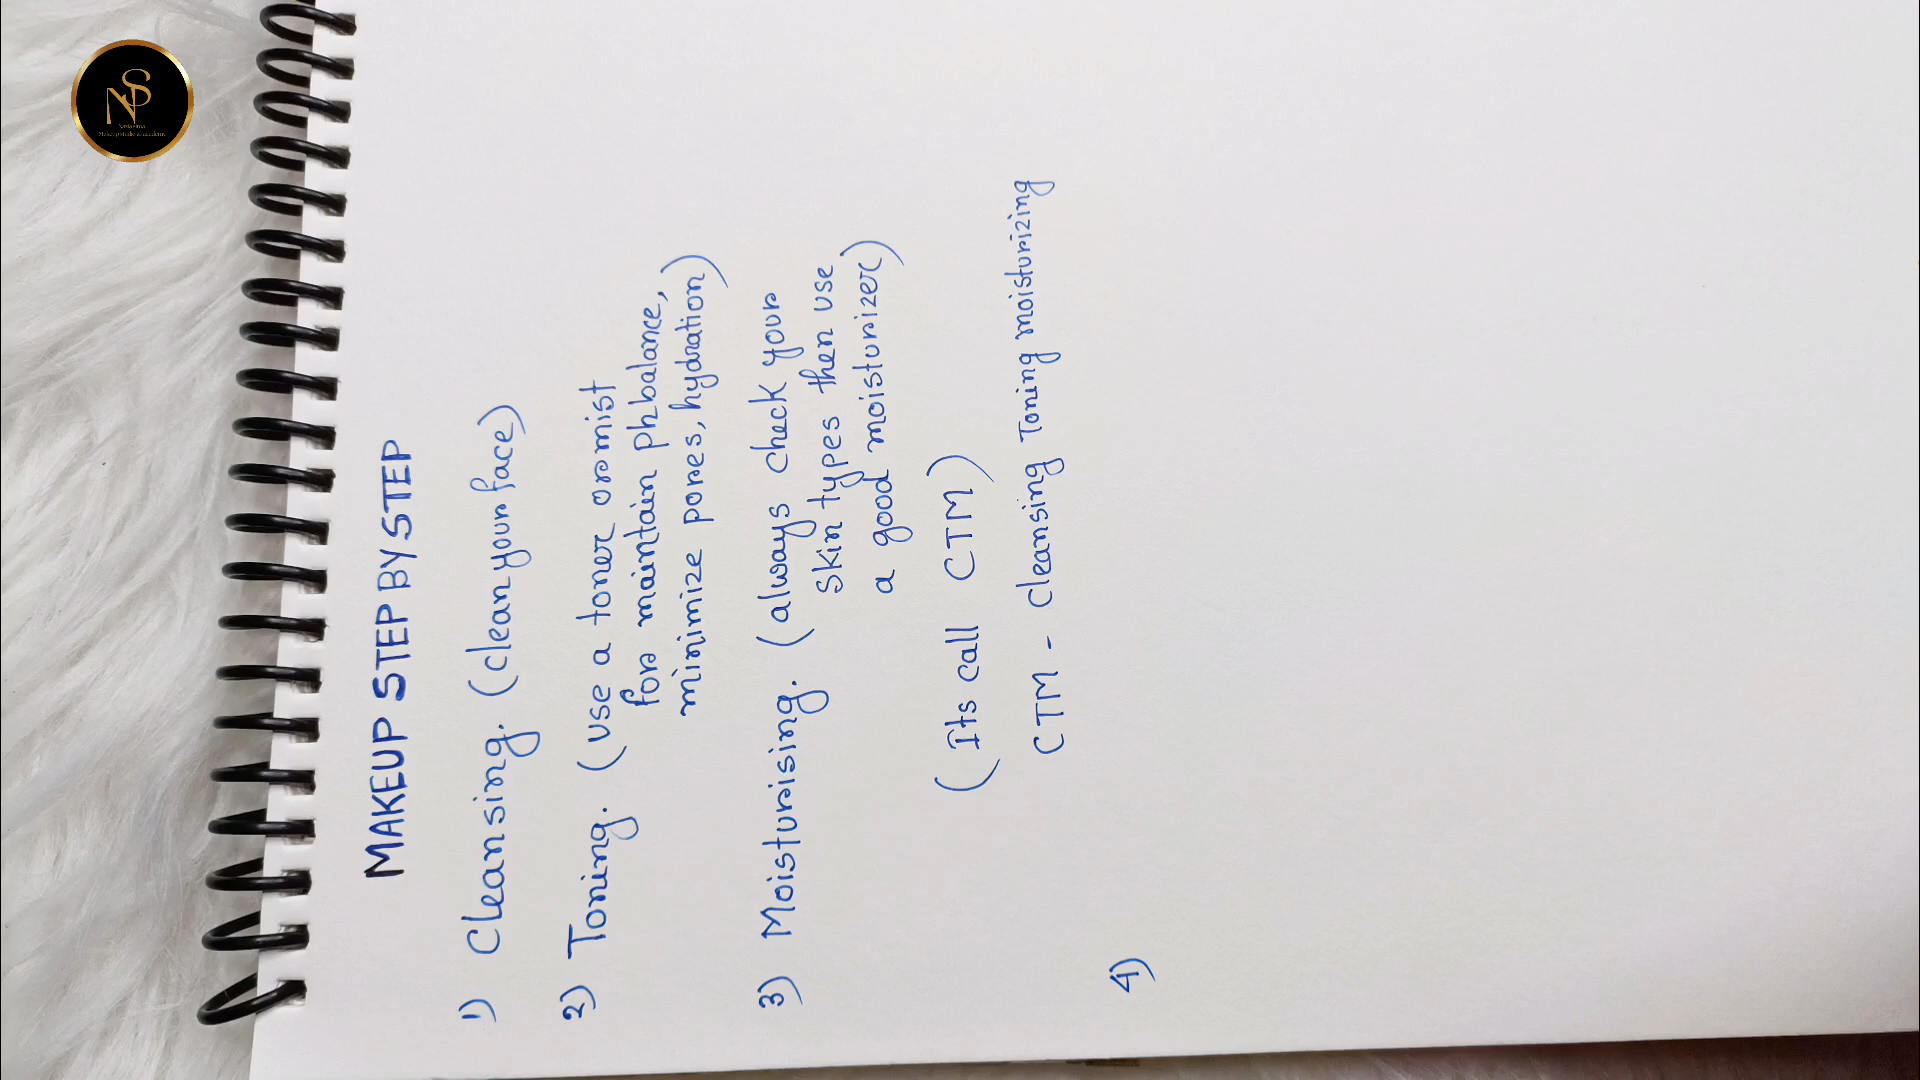 MAKEUP STEP BY STEP
1) Cleansing. (clean your face)
2) Toning. (use a toner or mist
for maintain ph balance,
minimize pores, hydration)
3) Moisturising. (always check your
skin types then use
a good moisturizer)
(Its call CTM)
CTM - Cleansing Toning moisturizing
4)
NS